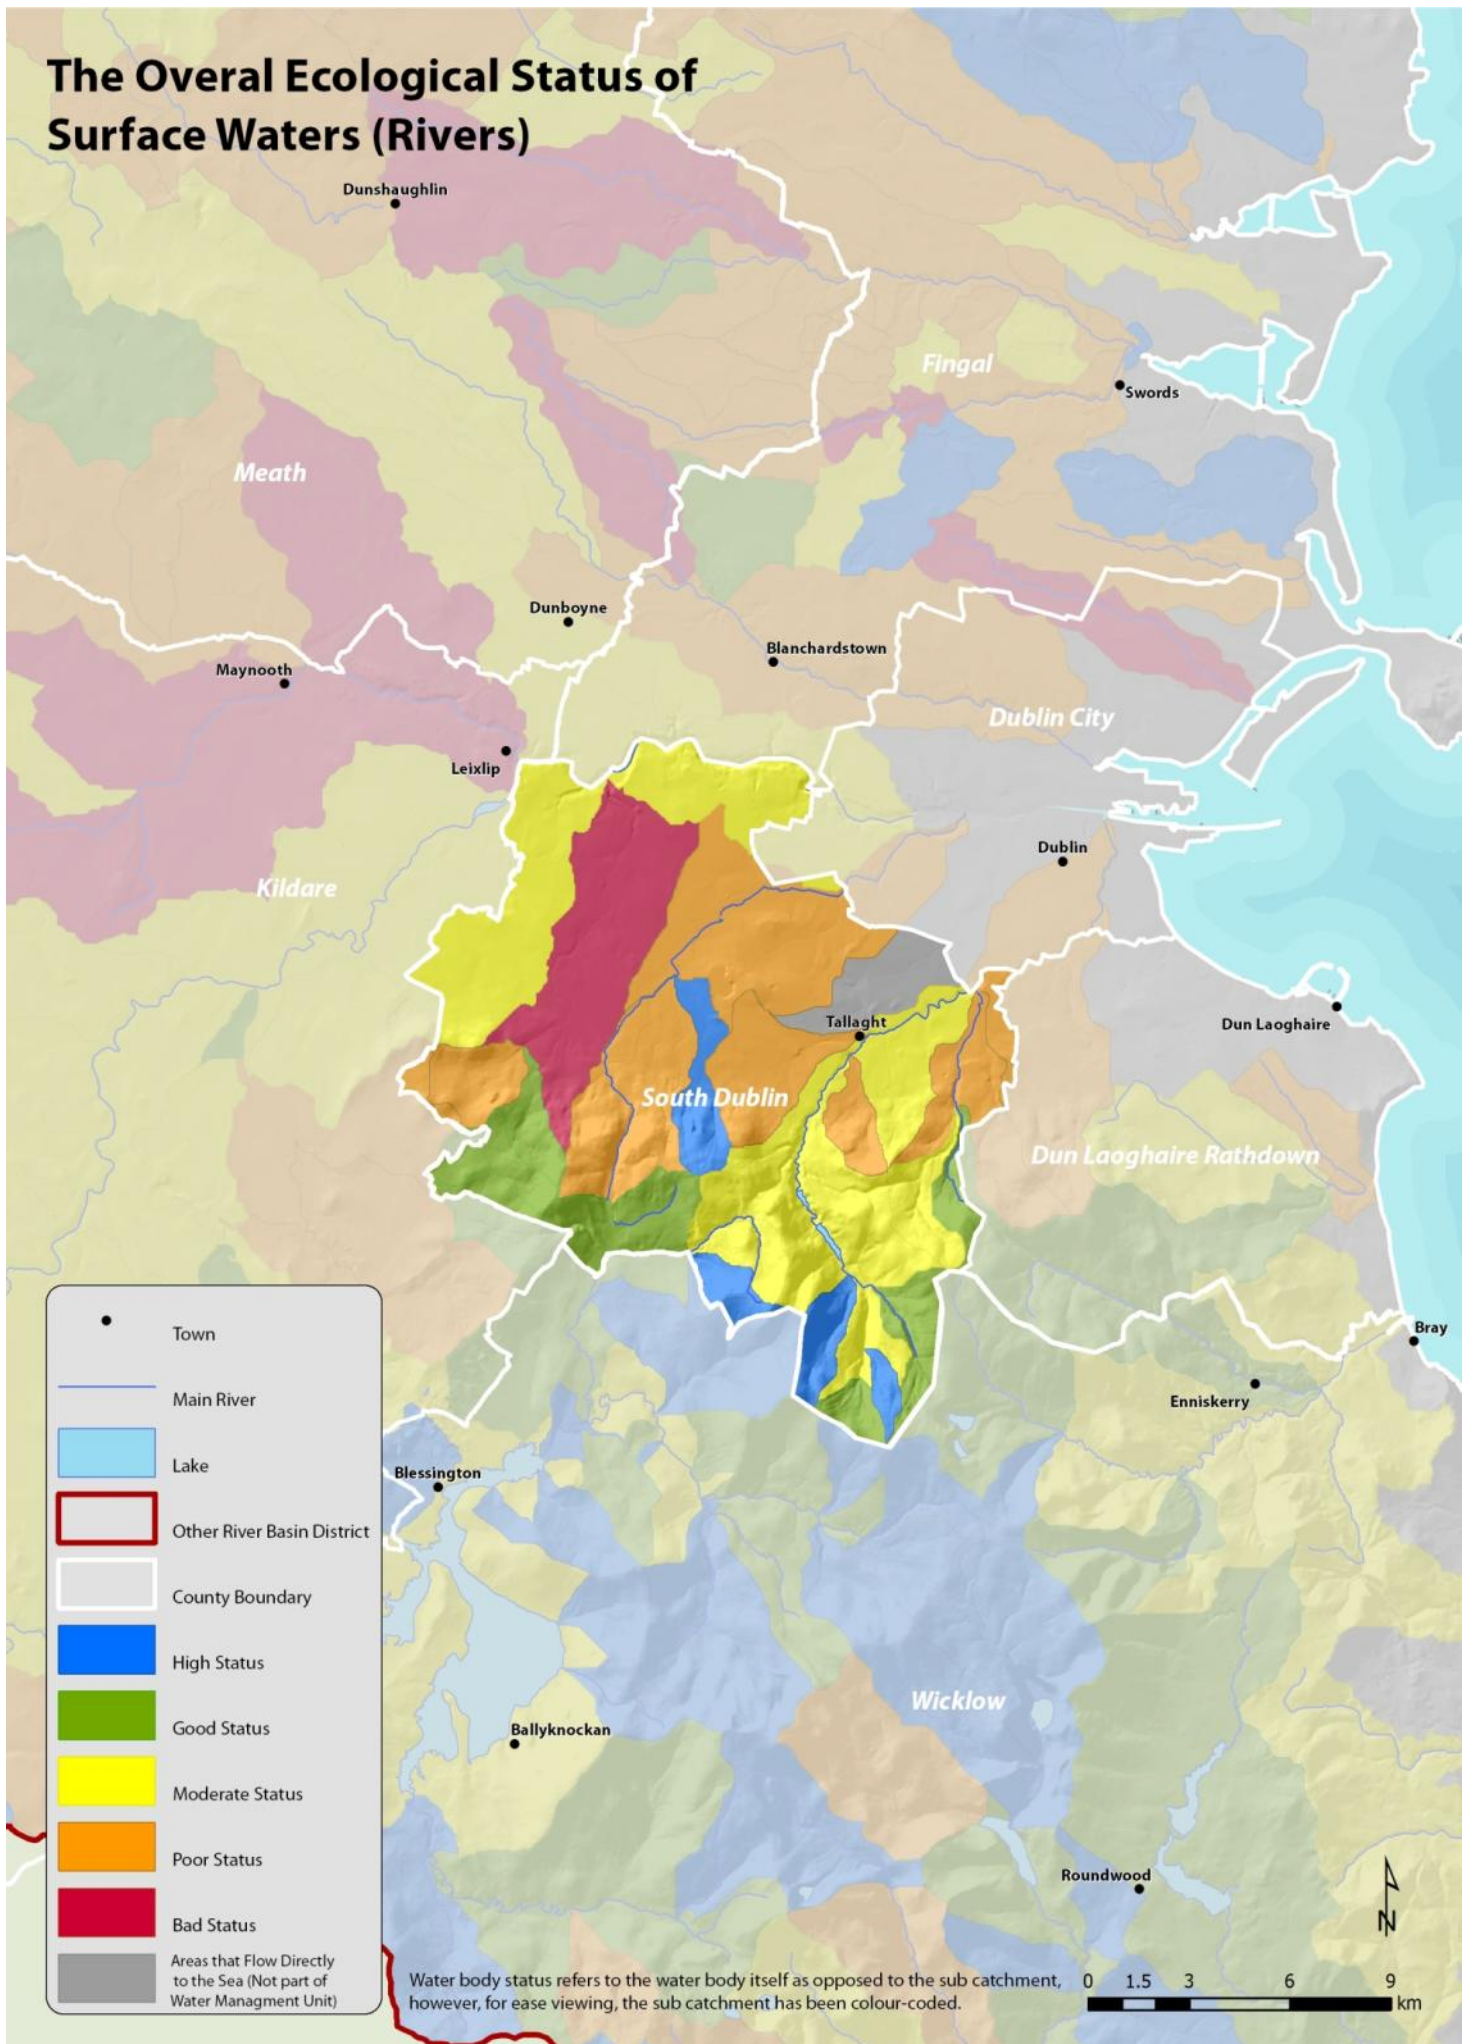 The Overal Ecological Status of
Surface Waters (Rivers)
Dunshaughlin
Fingal
Swords
Meath
Dunboyne
Blanchardstown
Maynooth
Dublin City
Leixlip
Dublin
Kildare
Tallaght
Dun Laoghaire
South Dublin
Dun Laoghaire Rathdown
Bray
Enniskerry
Blessington
Wicklow
Ballyknockan
Roundwood
Town
Main River
Lake
Other River Basin District
County Boundary
High Status
Good Status
Moderate Status
Poor Status
Bad Status
Areas that Flow Directly
to the Sea (Not part of
Water Managment Unit)
Water body status refers to the water body itself as opposed to the sub catchment,
however, for ease viewing, the sub catchment has been colour-coded.
0 1.5 3 6 9
km
N